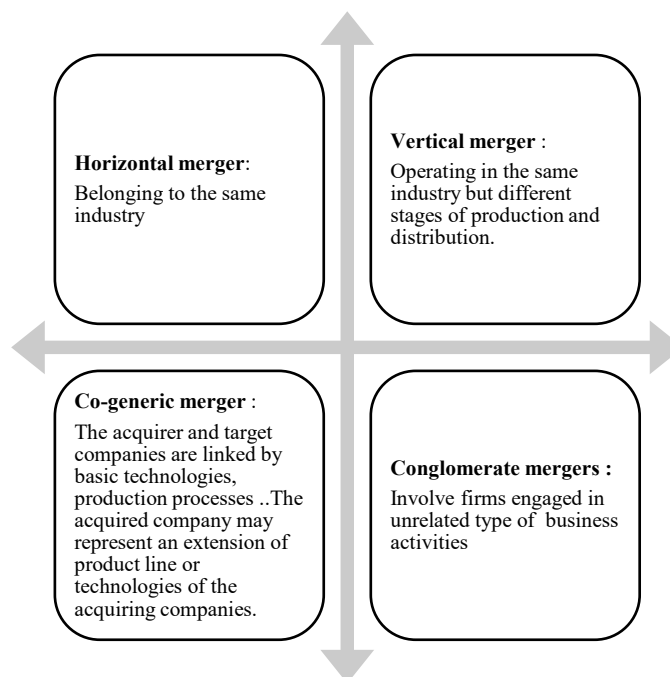 Horizontal merger:
Belonging to the same
industry
Vertical merger :
Operating in the same
industry but different
stages of production and
distribution.
Co-generic merger :
The acquirer and target
companies are linked by
basic technologies,
production processes ..The
acquired company may
represent an extension of
product line or
technologies of the
acquiring companies.
Conglomerate mergers :
Involve firms engaged in
unrelated type of business
activities